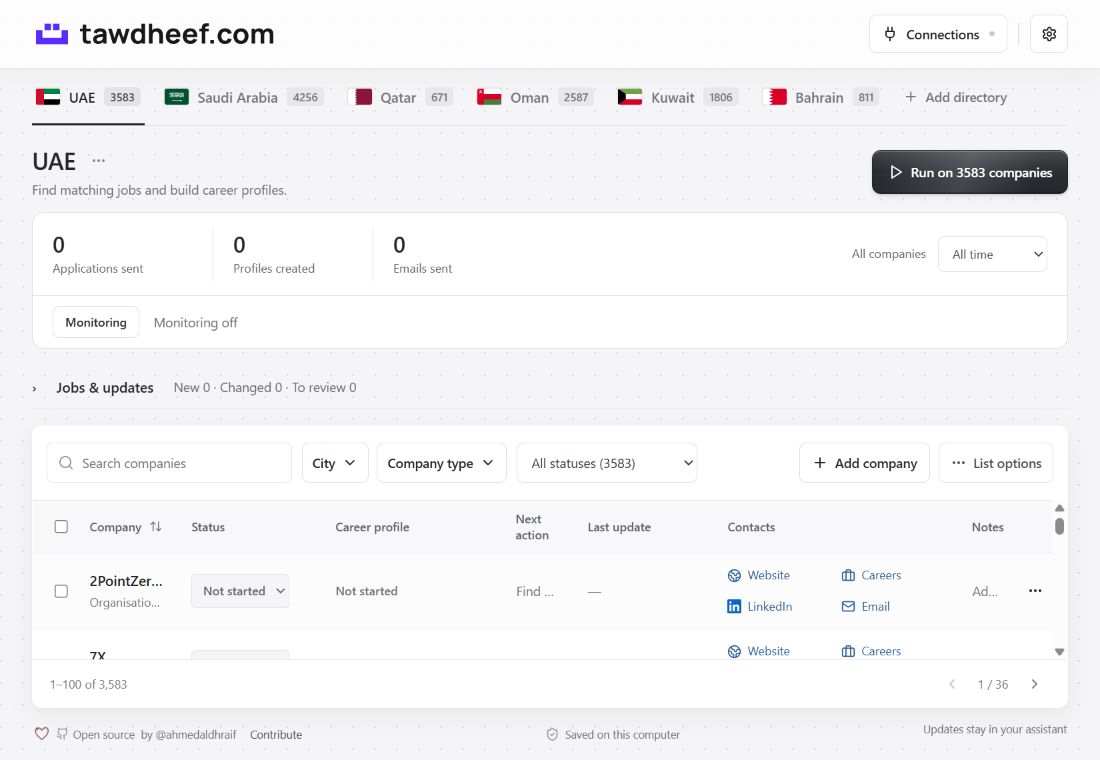 tawdheef.com
Connections
UAE 3583 Saudi Arabia 4256 Qatar 671 Oman 2587 Kuwait 1806 Bahrain 811 + Add directory
UAE ...
Find matching jobs and build career profiles.
Run on 3583 companies
0 0 0
Applications sent Profiles created Emails sent
All companies All time
Monitoring Monitoring off
› Jobs & updates New 0 · Changed 0 · To review 0
Search companies City Company type All statuses (3583) + Add company ... List options
Company Status Career profile Next action Last update Contacts Notes
2PointZer... Not started Not started Find ... — Website Careers Ad... ...
Organisatio... LinkedIn Email
7X Website Careers
1–100 of 3,583 1 / 36
Open source by @ahmedaldhraif Contribute Saved on this computer Updates stay in your assistant